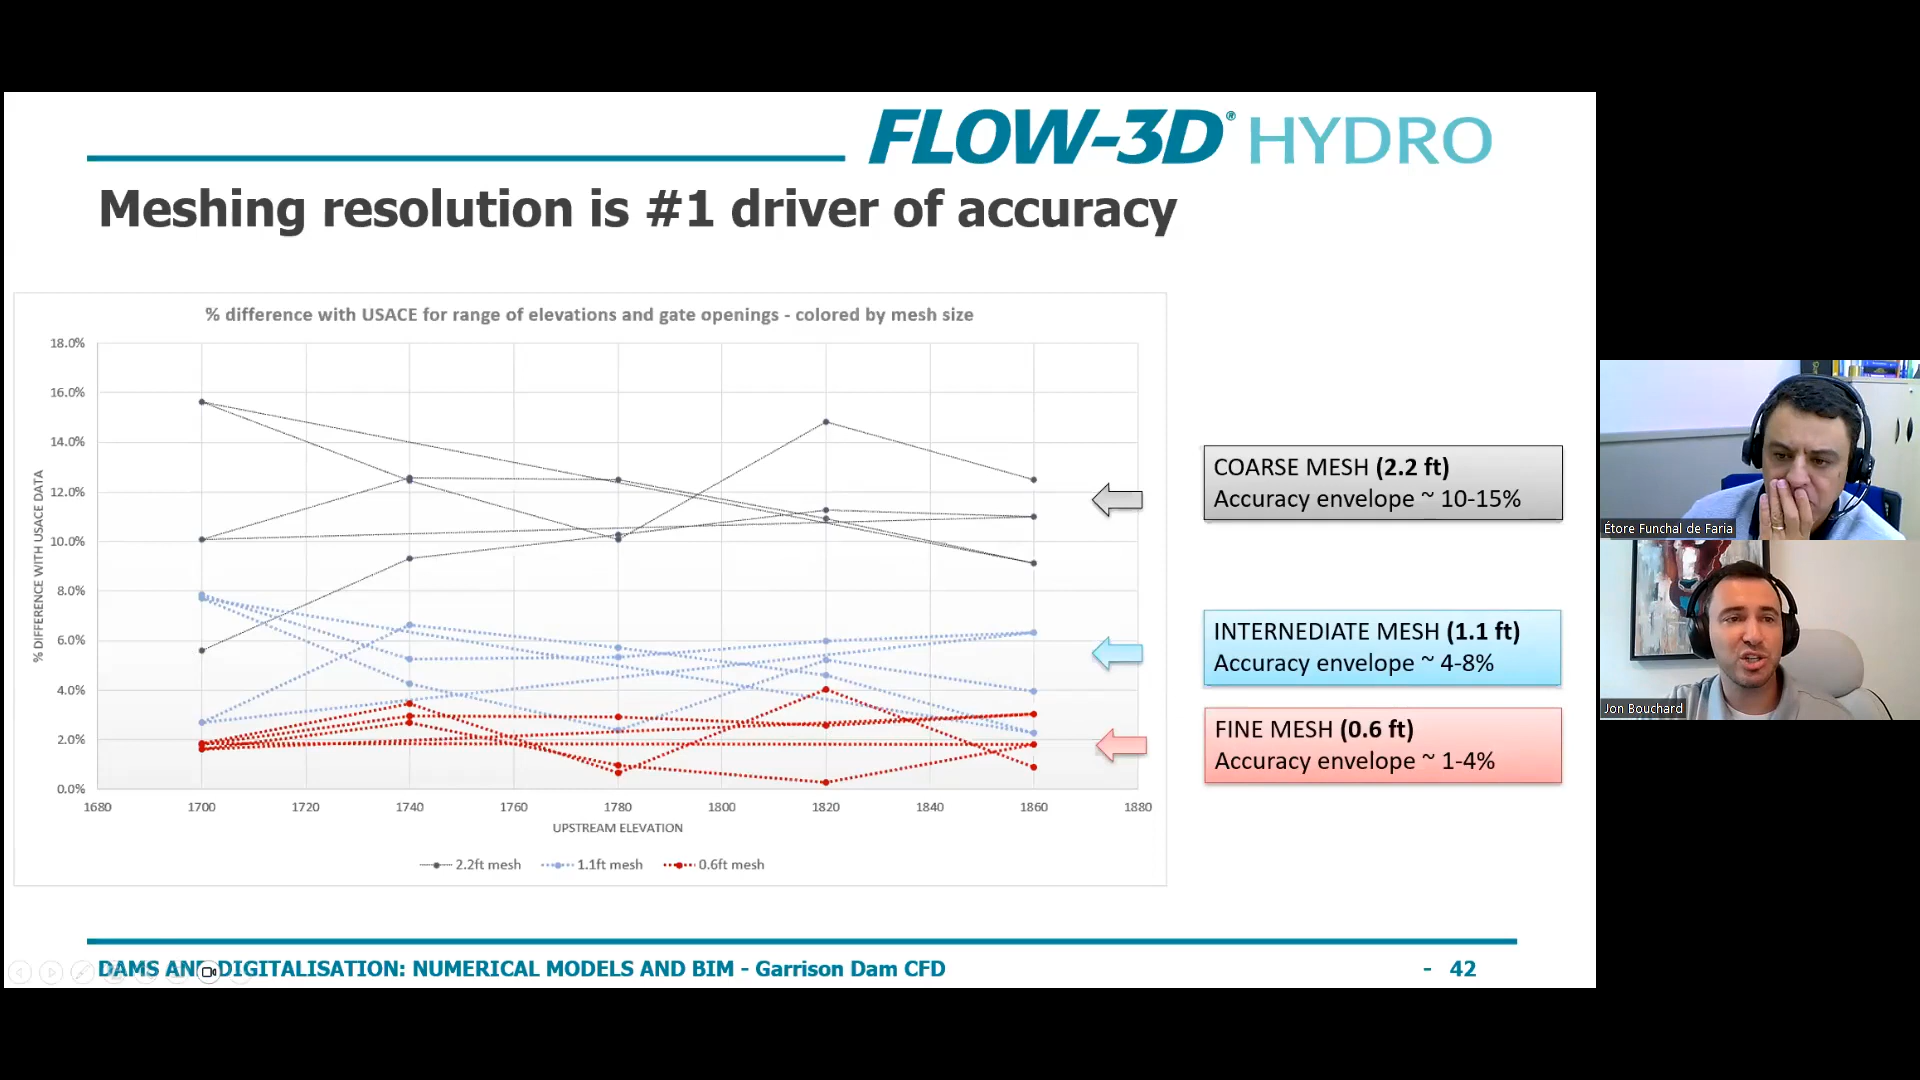 FLOW-3D® HYDRO
Meshing resolution is #1 driver of accuracy
% difference with USACE for range of elevations and gate openings - colored by mesh size
% DIFFERENCE WITH USACE DATA
18.0%
16.0%
14.0%
12.0%
10.0%
8.0%
6.0%
4.0%
2.0%
0.0%
1680 1700 1720 1740 1760 1780 1800 1820 1840 1860 1880
UPSTREAM ELEVATION
2.2ft mesh 1.1ft mesh 0.6ft mesh
COARSE MESH (2.2 ft)
Accuracy envelope ~ 10-15%
INTERNEDIATE MESH (1.1 ft)
Accuracy envelope ~ 4-8%
FINE MESH (0.6 ft)
Accuracy envelope ~ 1-4%
Étore Funchal de Faria
Jon Bouchard
DAMS AND DIGITALISATION: NUMERICAL MODELS AND BIM - Garrison Dam CFD
- 42